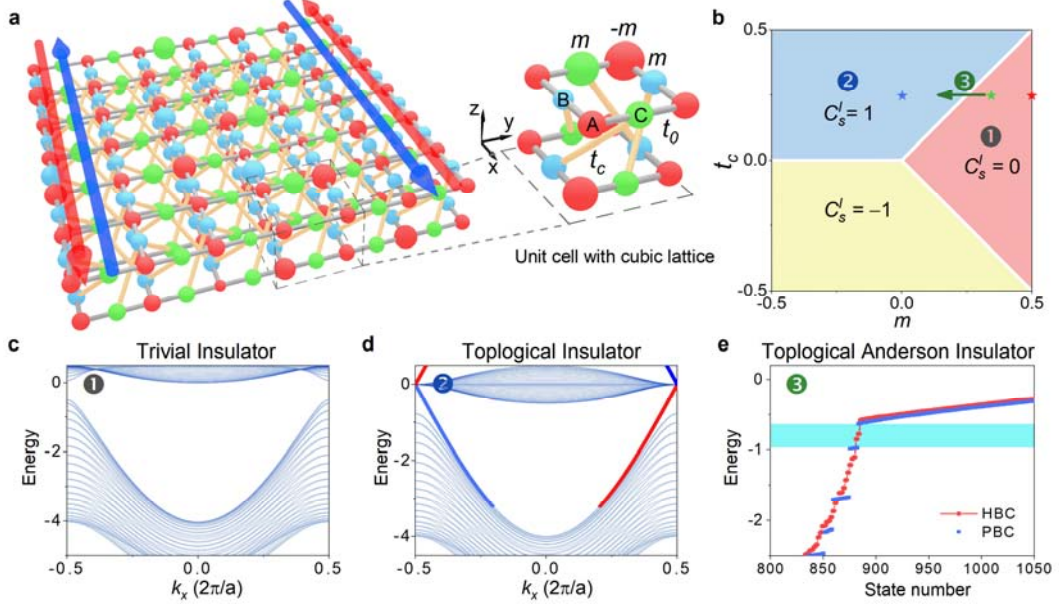 a
-m
m
m
B
A
C
t0
tc
z
y
x
Unit cell with cubic lattice
b
0.5
2
3
C_s^l = 1
1
tc
0.0
C_s^l = 0
C_s^l = −1
-0.5
-0.5
0.0
0.5
m
c
Trivial Insulator
0
1
-2
-4
Energy
-0.5
0.0
0.5
kx (2π/a)
d
Toplogical Insulator
0
2
-2
-4
Energy
-0.5
0.0
0.5
kx (2π/a)
e
Toplogical Anderson Insulator
0
3
-1
-2
Energy
HBC
PBC
800
850
900
950
1000
1050
State number